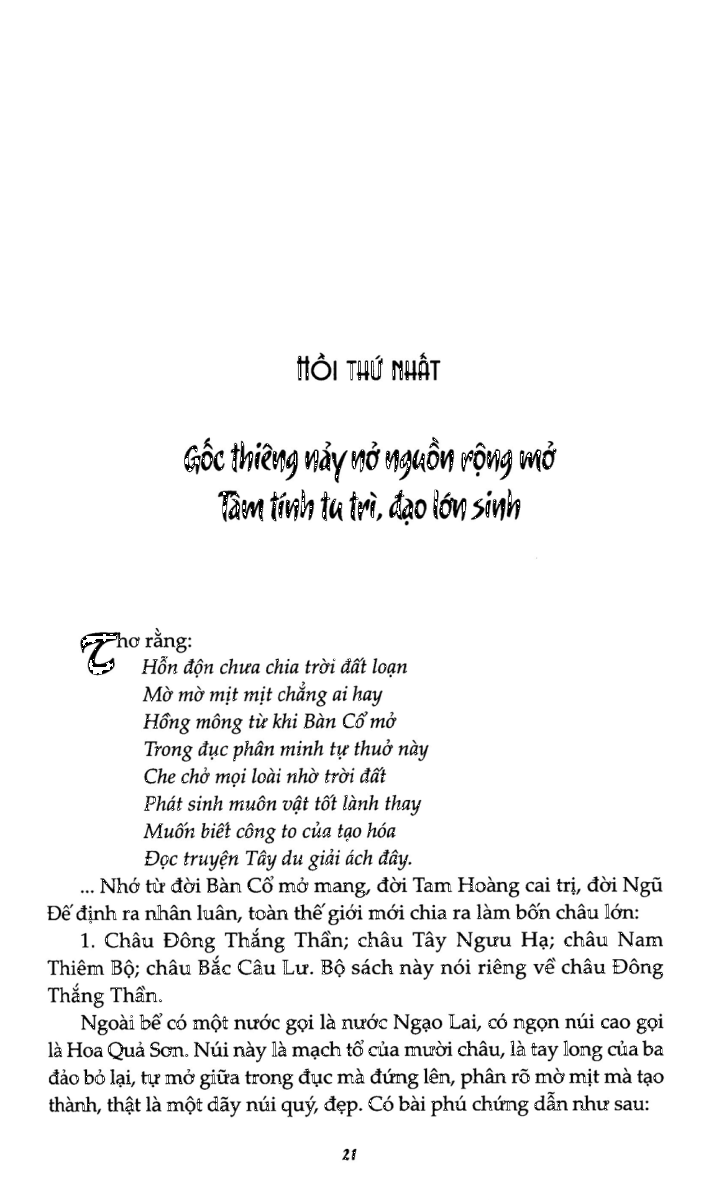 HỒI THỨ NHẤT
Gốc thiêng nảy nở nguồn rộng mở
Tâm tính tu trì, đạo lớn sinh
Thơ rằng:
Hỗn độn chưa chia trời đất loạn
Mờ mờ mịt mịt chẳng ai hay
Hồng mông từ khi Bàn Cổ mở
Trong đục phân minh tự thuở này
Che chở mọi loài nhờ trời đất
Phát sinh muôn vật tốt lành thay
Muốn biết công to của tạo hóa
Đọc truyện Tây du giải ách đây.
... Nhớ từ đời Bàn Cổ mở mang, đời Tam Hoàng cai trị, đời Ngũ
Đế định ra nhân luân, toàn thế giới mới chia ra làm bốn châu lớn:
1. Châu Đông Thắng Thần; châu Tây Ngưu Hạ; châu Nam
Thiêm Bộ; châu Bắc Câu Lư. Bộ sách này nói riêng về châu Đông
Thắng Thần.
Ngoài bể có một nước gọi là nước Ngạo Lai, có ngọn núi cao gọi
là Hoa Quả Sơn. Núi này là mạch tổ của mười châu, là tay long của ba
đảo bỏ lại, tự mở giữa trong đục mà đứng lên, phân rõ mờ mịt mà tạo
thành, thật là một dãy núi quý, đẹp. Có bài phú chứng dẫn như sau:
21